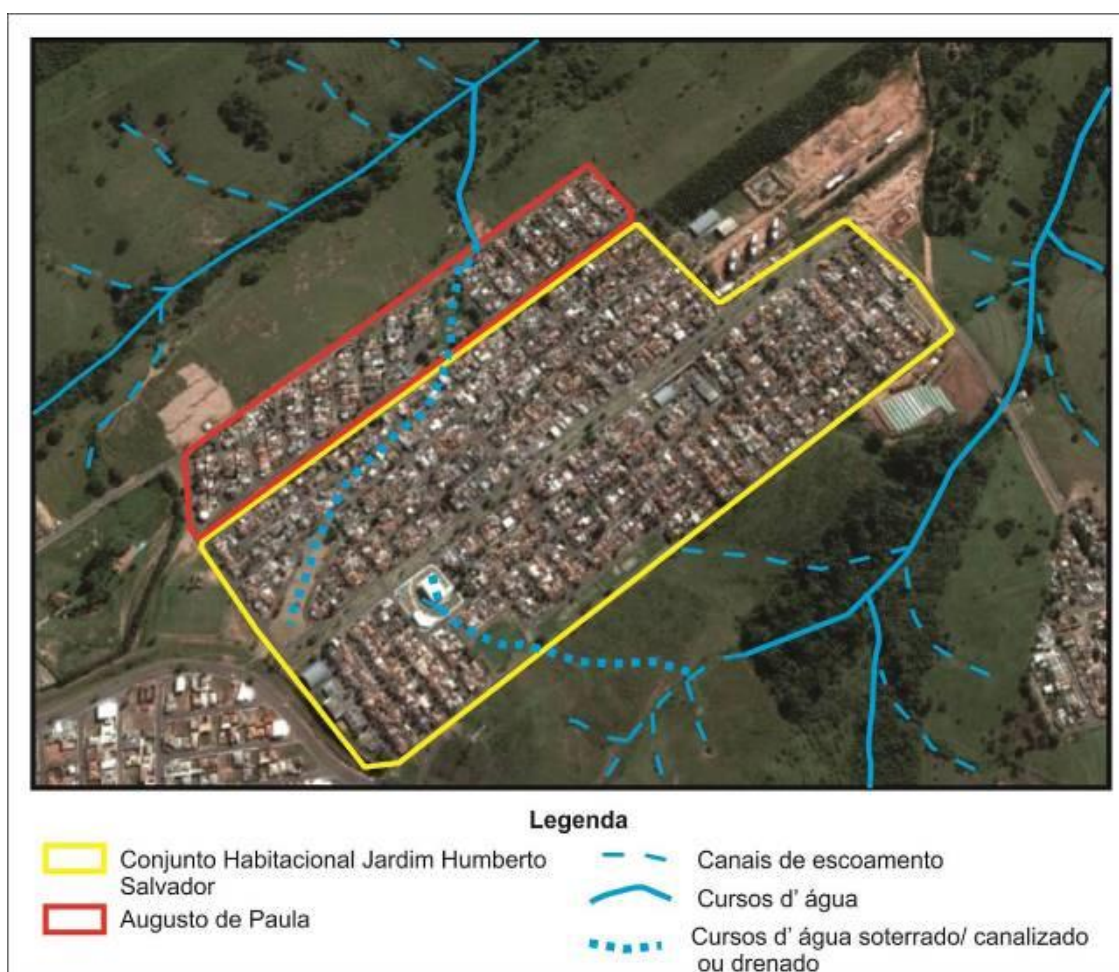 Legenda
Conjunto Habitacional Jardim Humberto
Salvador
Augusto de Paula
Canais de escoamento
Cursos d' água
Cursos d' água soterrado/ canalizado
ou drenado